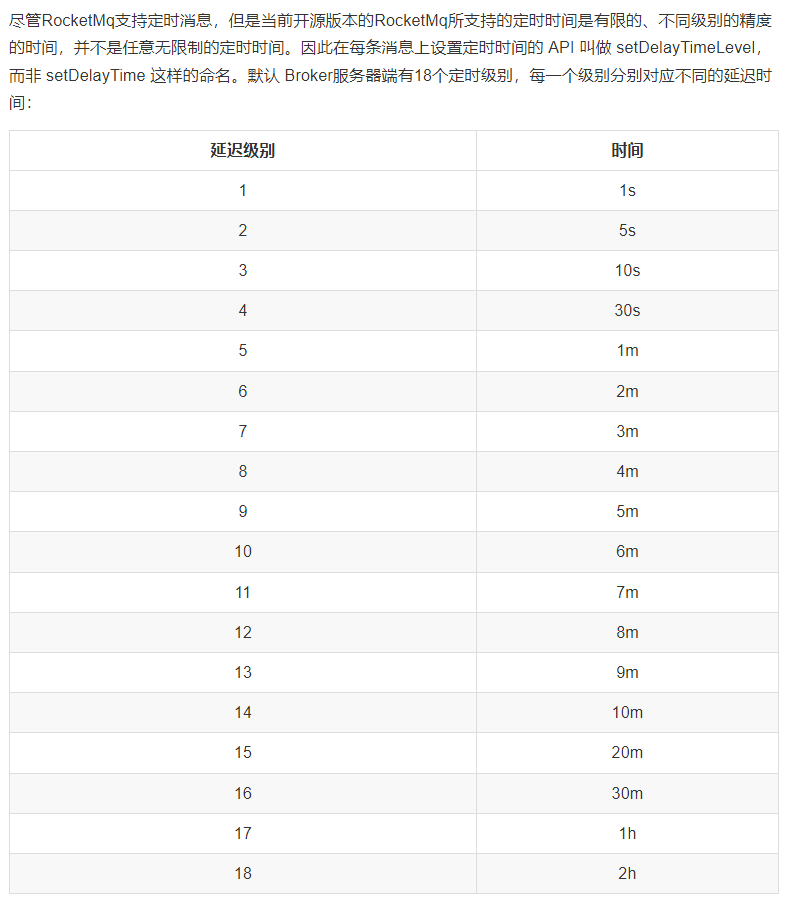 尽管RocketMq支持定时消息，但是当前开源版本的RocketMq所支持的定时时间是有限的、不同级别的精度
的时间，并不是任意无限制的定时时间。因此在每条消息上设置定时时间的 API 叫做 setDelayTimeLevel，
而非 setDelayTime 这样的命名。默认 Broker服务器端有18个定时级别，每一个级别分别对应不同的延迟时
间：
延迟级别 时间
1 1s
2 5s
3 10s
4 30s
5 1m
6 2m
7 3m
8 4m
9 5m
10 6m
11 7m
12 8m
13 9m
14 10m
15 20m
16 30m
17 1h
18 2h